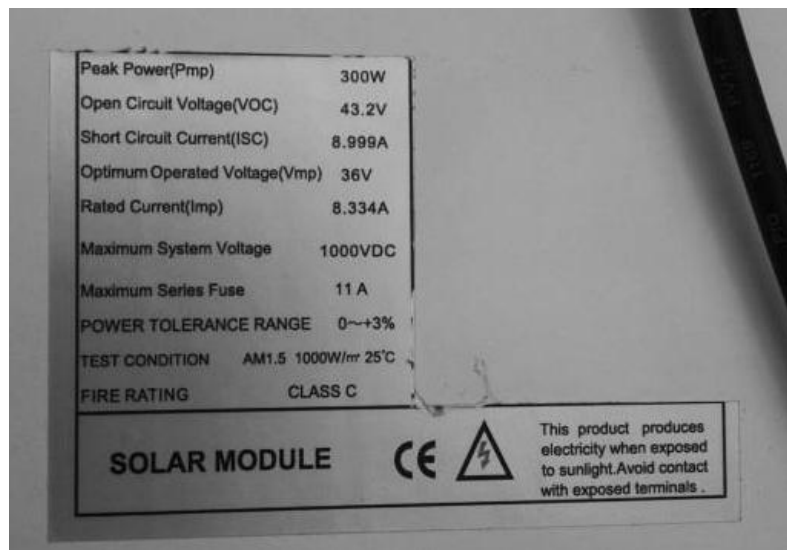 Peak Power(Pmp) 300W
Open Circuit Voltage(VOC) 43.2V
Short Circuit Current(ISC) 8.999A
Optimum Operated Voltage(Vmp) 36V
Rated Current(Imp) 8.334A
Maximum System Voltage 1000VDC
Maximum Series Fuse 11 A
POWER TOLERANCE RANGE 0~+3%
TEST CONDITION AM1.5 1000W/m² 25°C
FIRE RATING CLASS C
SOLAR MODULE
CE
This product produces
electricity when exposed
to sunlight.Avoid contact
with exposed terminals .